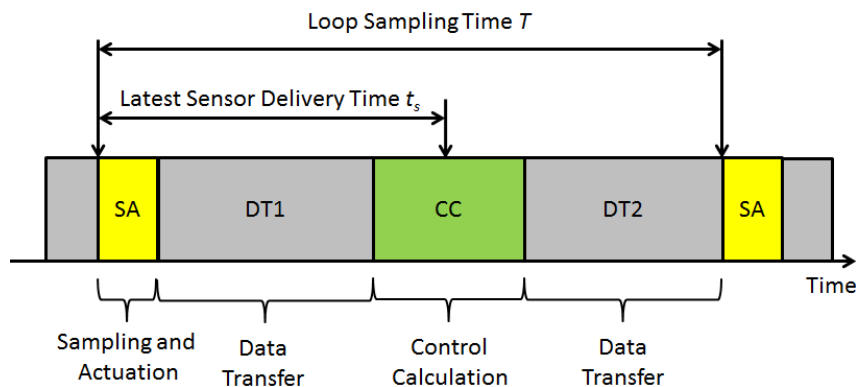 Loop Sampling Time T
Latest Sensor Delivery Time ts
SA
DT1
CC
DT2
SA
Time
Sampling and
Actuation
Data
Transfer
Control
Calculation
Data
Transfer